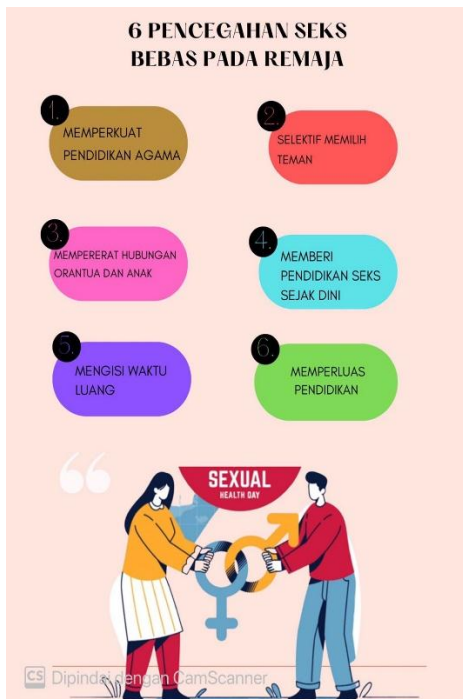 6 PENCEGAHAN SEKS
BEBAS PADA REMAJA
1.
MEMPERKUAT
PENDIDIKAN AGAMA
2.
SELEKTIF MEMILIH
TEMAN
3.
MEMPERERAT HUBUNGAN
ORANTUA DAN ANAK
4.
MEMBERI
PENDIDIKAN SEKS
SEJAK DINI
5.
MENGISI WAKTU
LUANG
6.
MEMPERLUAS
PENDIDIKAN
SEXUAL
HEALTH DAY
CS Dipindai dengan CamScanner